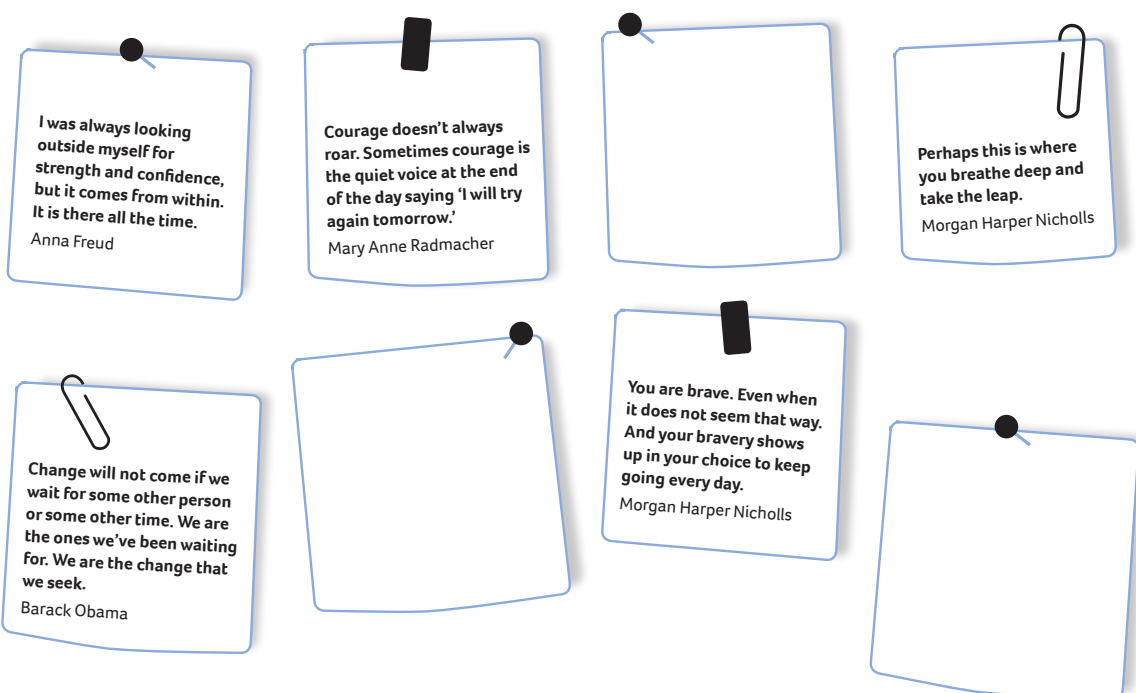 I was always looking
outside myself for
strength and confidence,
but it comes from within.
It is there all the time.
Anna Freud
Courage doesn’t always
roar. Sometimes courage is
the quiet voice at the end
of the day saying ‘I will try
again tomorrow.’
Mary Anne Radmacher
Perhaps this is where
you breathe deep and
take the leap.
Morgan Harper Nicholls
Change will not come if we
wait for some other person
or some other time. We are
the ones we’ve been waiting
for. We are the change that
we seek.
Barack Obama
You are brave. Even when
it does not seem that way.
And your bravery shows
up in your choice to keep
going every day.
Morgan Harper Nicholls